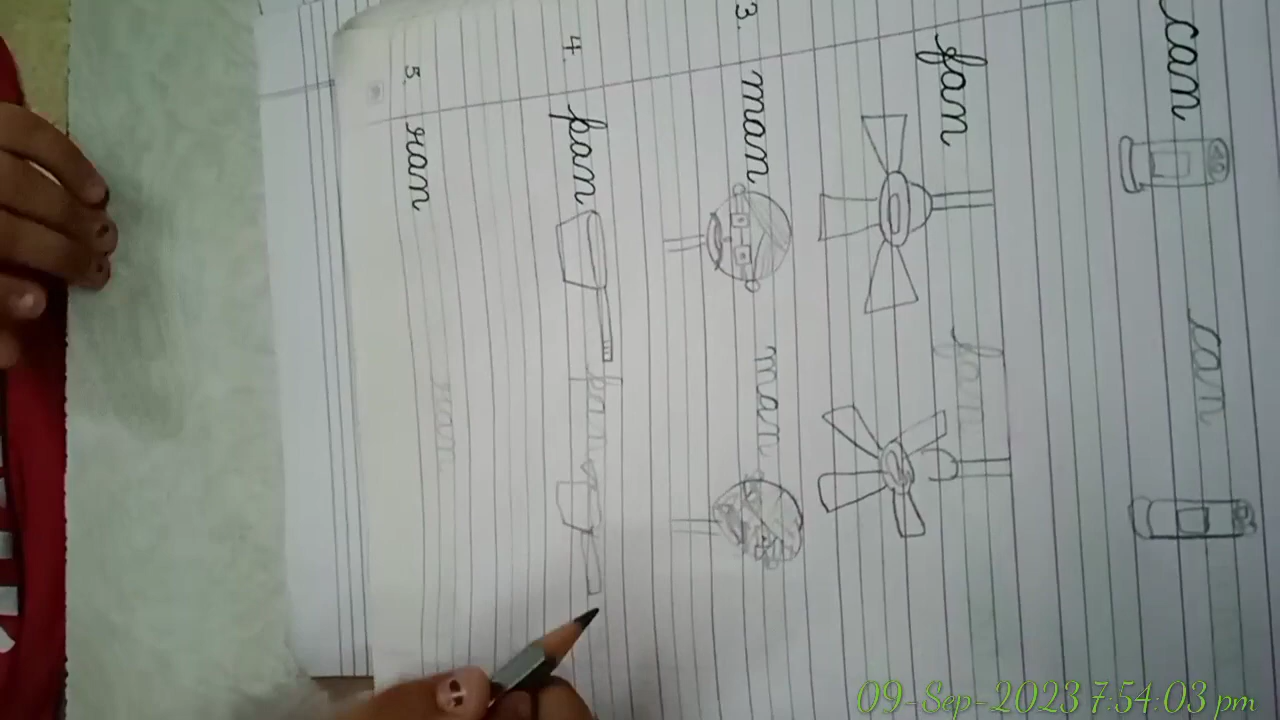 can can
fan fan
3. man man
4. pan pan
5. ran ran
09-Sep-2023 7:54:03 pm